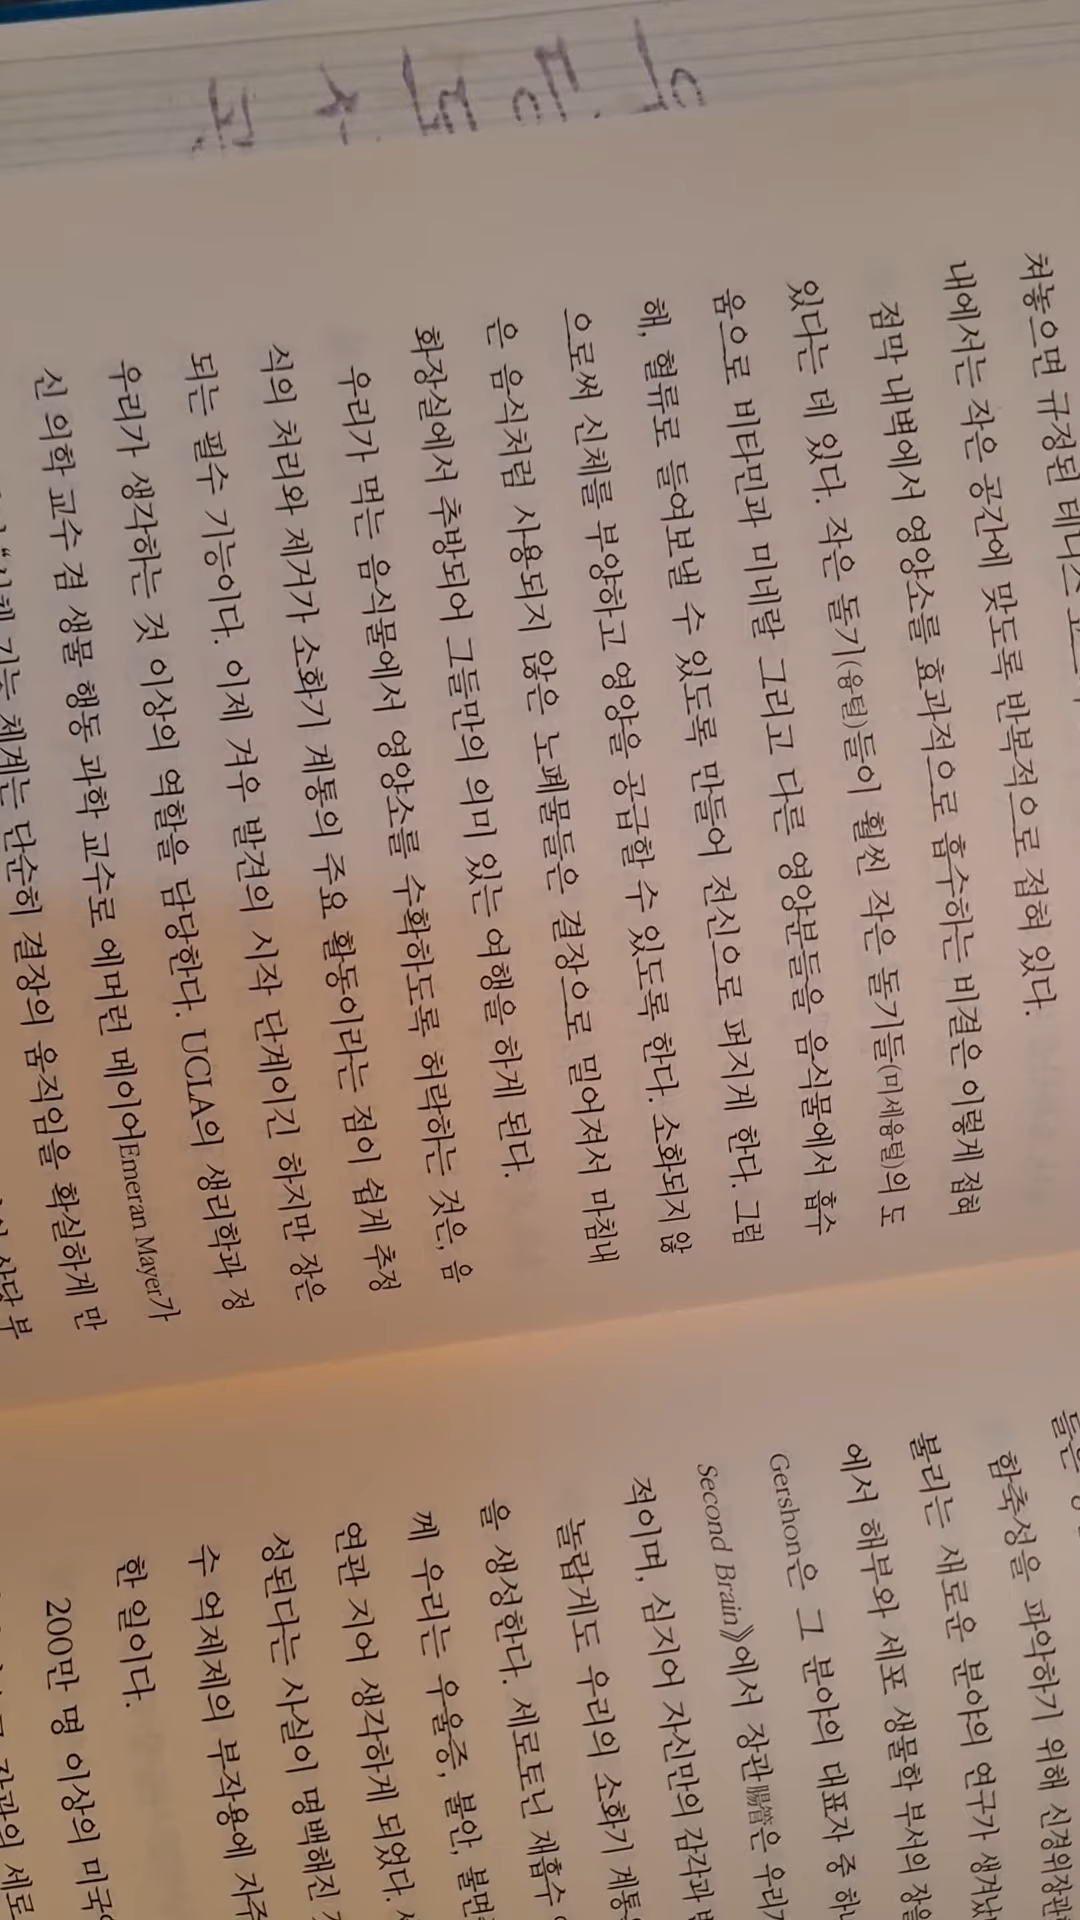 쳐놓으면 규정된 테니스
내에서는 작은 공간에 맞도록 반복적으로 접혀 있다.
점막 내벽에서 영양소를 효과적으로 흡수하는 비결은 이렇게 접혀
있다는 데 있다. 작은 돌기(융털)들이 훨씬 작은 돌기들(미세융털)의 도
움으로 비타민과 미네랄 그리고 다른 영양분들을 음식물에서 흡수
해, 혈류로 들여보낼 수 있도록 만들어 전신으로 퍼지게 한다. 그럼
으로써 신체를 부양하고 영양을 공급할 수 있도록 한다. 소화되지 않
은 음식처럼 사용되지 않은 노폐물들은 결장으로 밀어져서 마침내
화장실에서 추방되어 그들만의 의미 있는 여행을 하게 된다.
우리가 먹는 음식물에서 영양소를 수확하도록 허락하는 것은, 음
식의 처리와 제거가 소화기 계통의 주요 활동이라는 점이 쉽게 추정
되는 필수 기능이다. 이제 겨우 발견의 시작 단계이긴 하지만 장은
우리가 생각하는 것 이상의 역할을 담당한다. UCLA의 생리학과 정
신 의학 교수 겸 생물 행동 과학 교수로 에머런 메이어Emeran Mayer가
체계는 단순히 결장의 움직임을 확실하게 만
상당 부
함축성을 파악하기 위해 신경위장관
불리는 새로운 분야의 연구가 생겨났
에서 해부와 세포 생물학 부서의 장을
Gershon은 그 분야의 대표자 중 하
Second Brain》에서 장관腸管은 우리가
적이며, 심지어 자신만의 감각과
놀랍게도 우리의 소화기 계통
을 생성한다. 세로토닌 재흡수
께 우리는 우울증, 불안, 불면
연관 지어 생각하게 되었다.
성된다는 사실이 명백해진
수 억제제의 부작용에 자주
한 일이다.
200만 명 이상의 미국
세로